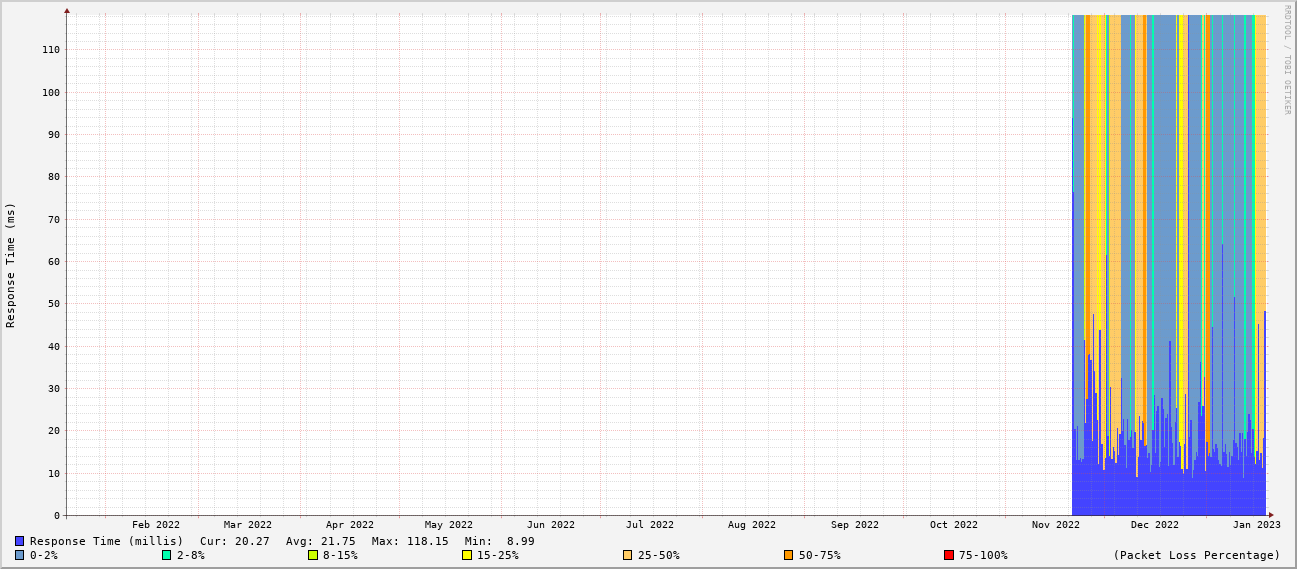 RRDTOOL / TOBI OETIKER
Response Time (ms)
110
100
90
80
70
60
50
40
30
20
10
0
Feb 2022 Mar 2022 Apr 2022 May 2022 Jun 2022 Jul 2022 Aug 2022 Sep 2022 Oct 2022 Nov 2022 Dec 2022 Jan 2023
Response Time (millis) Cur: 20.27 Avg: 21.75 Max: 118.15 Min: 8.99
0-2% 2-8% 8-15% 15-25% 25-50% 50-75% 75-100% (Packet Loss Percentage)